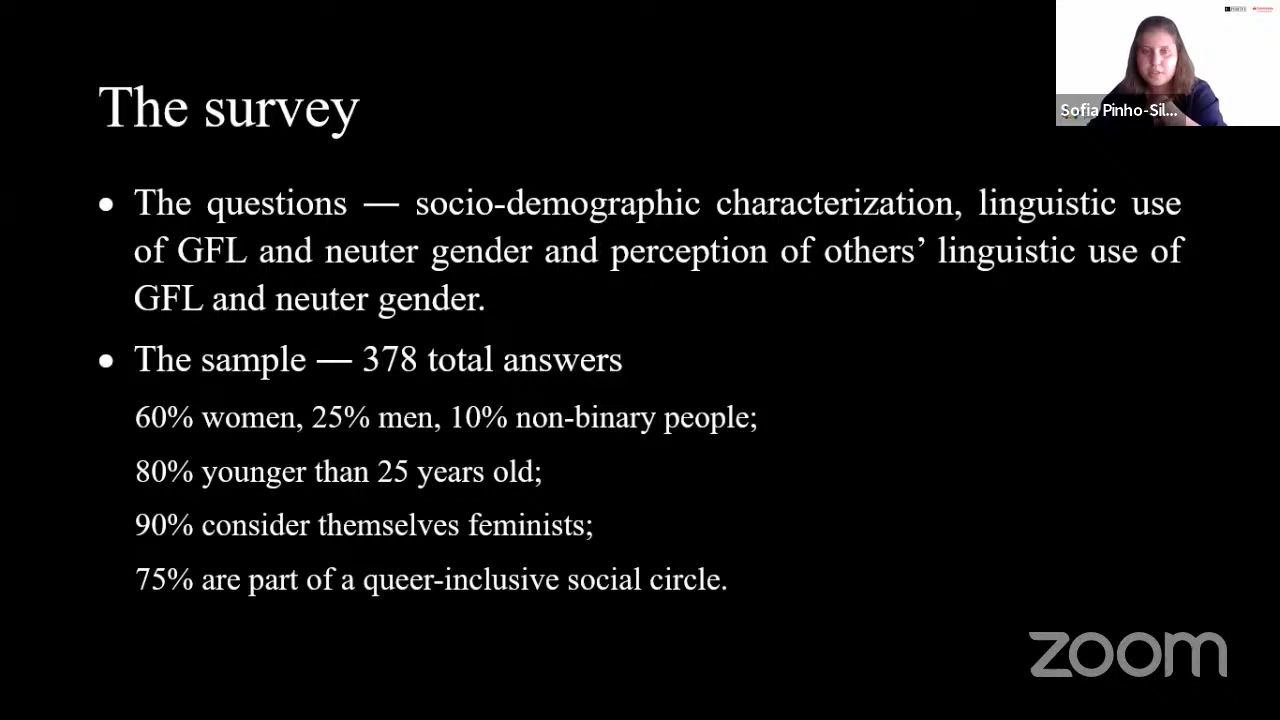 The survey
Sofia Pinho-Sil...
• The questions — socio-demographic characterization, linguistic use
of GFL and neuter gender and perception of others’ linguistic use of
GFL and neuter gender.
• The sample — 378 total answers
60% women, 25% men, 10% non-binary people;
80% younger than 25 years old;
90% consider themselves feminists;
75% are part of a queer-inclusive social circle.
zoom